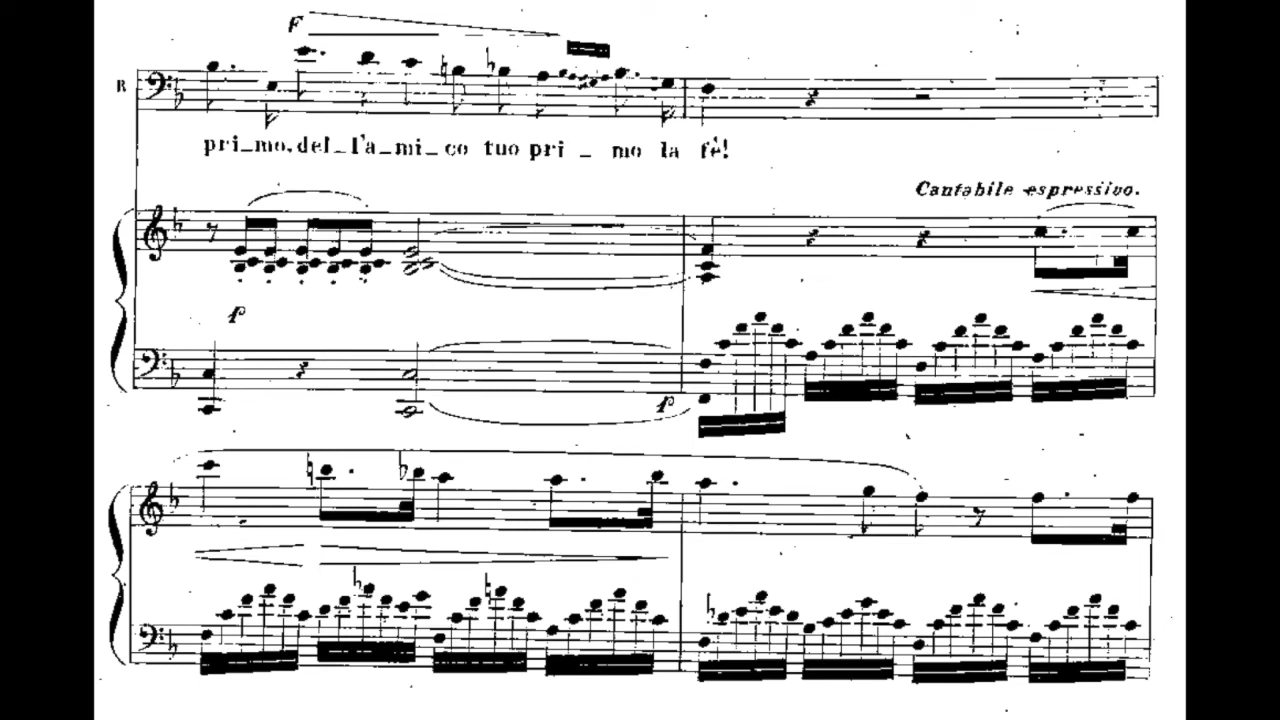 F
R
pri_mo, del_l'a_mi_co tuo pri _ mo la fè!
Cantabile espressivo.
P
P